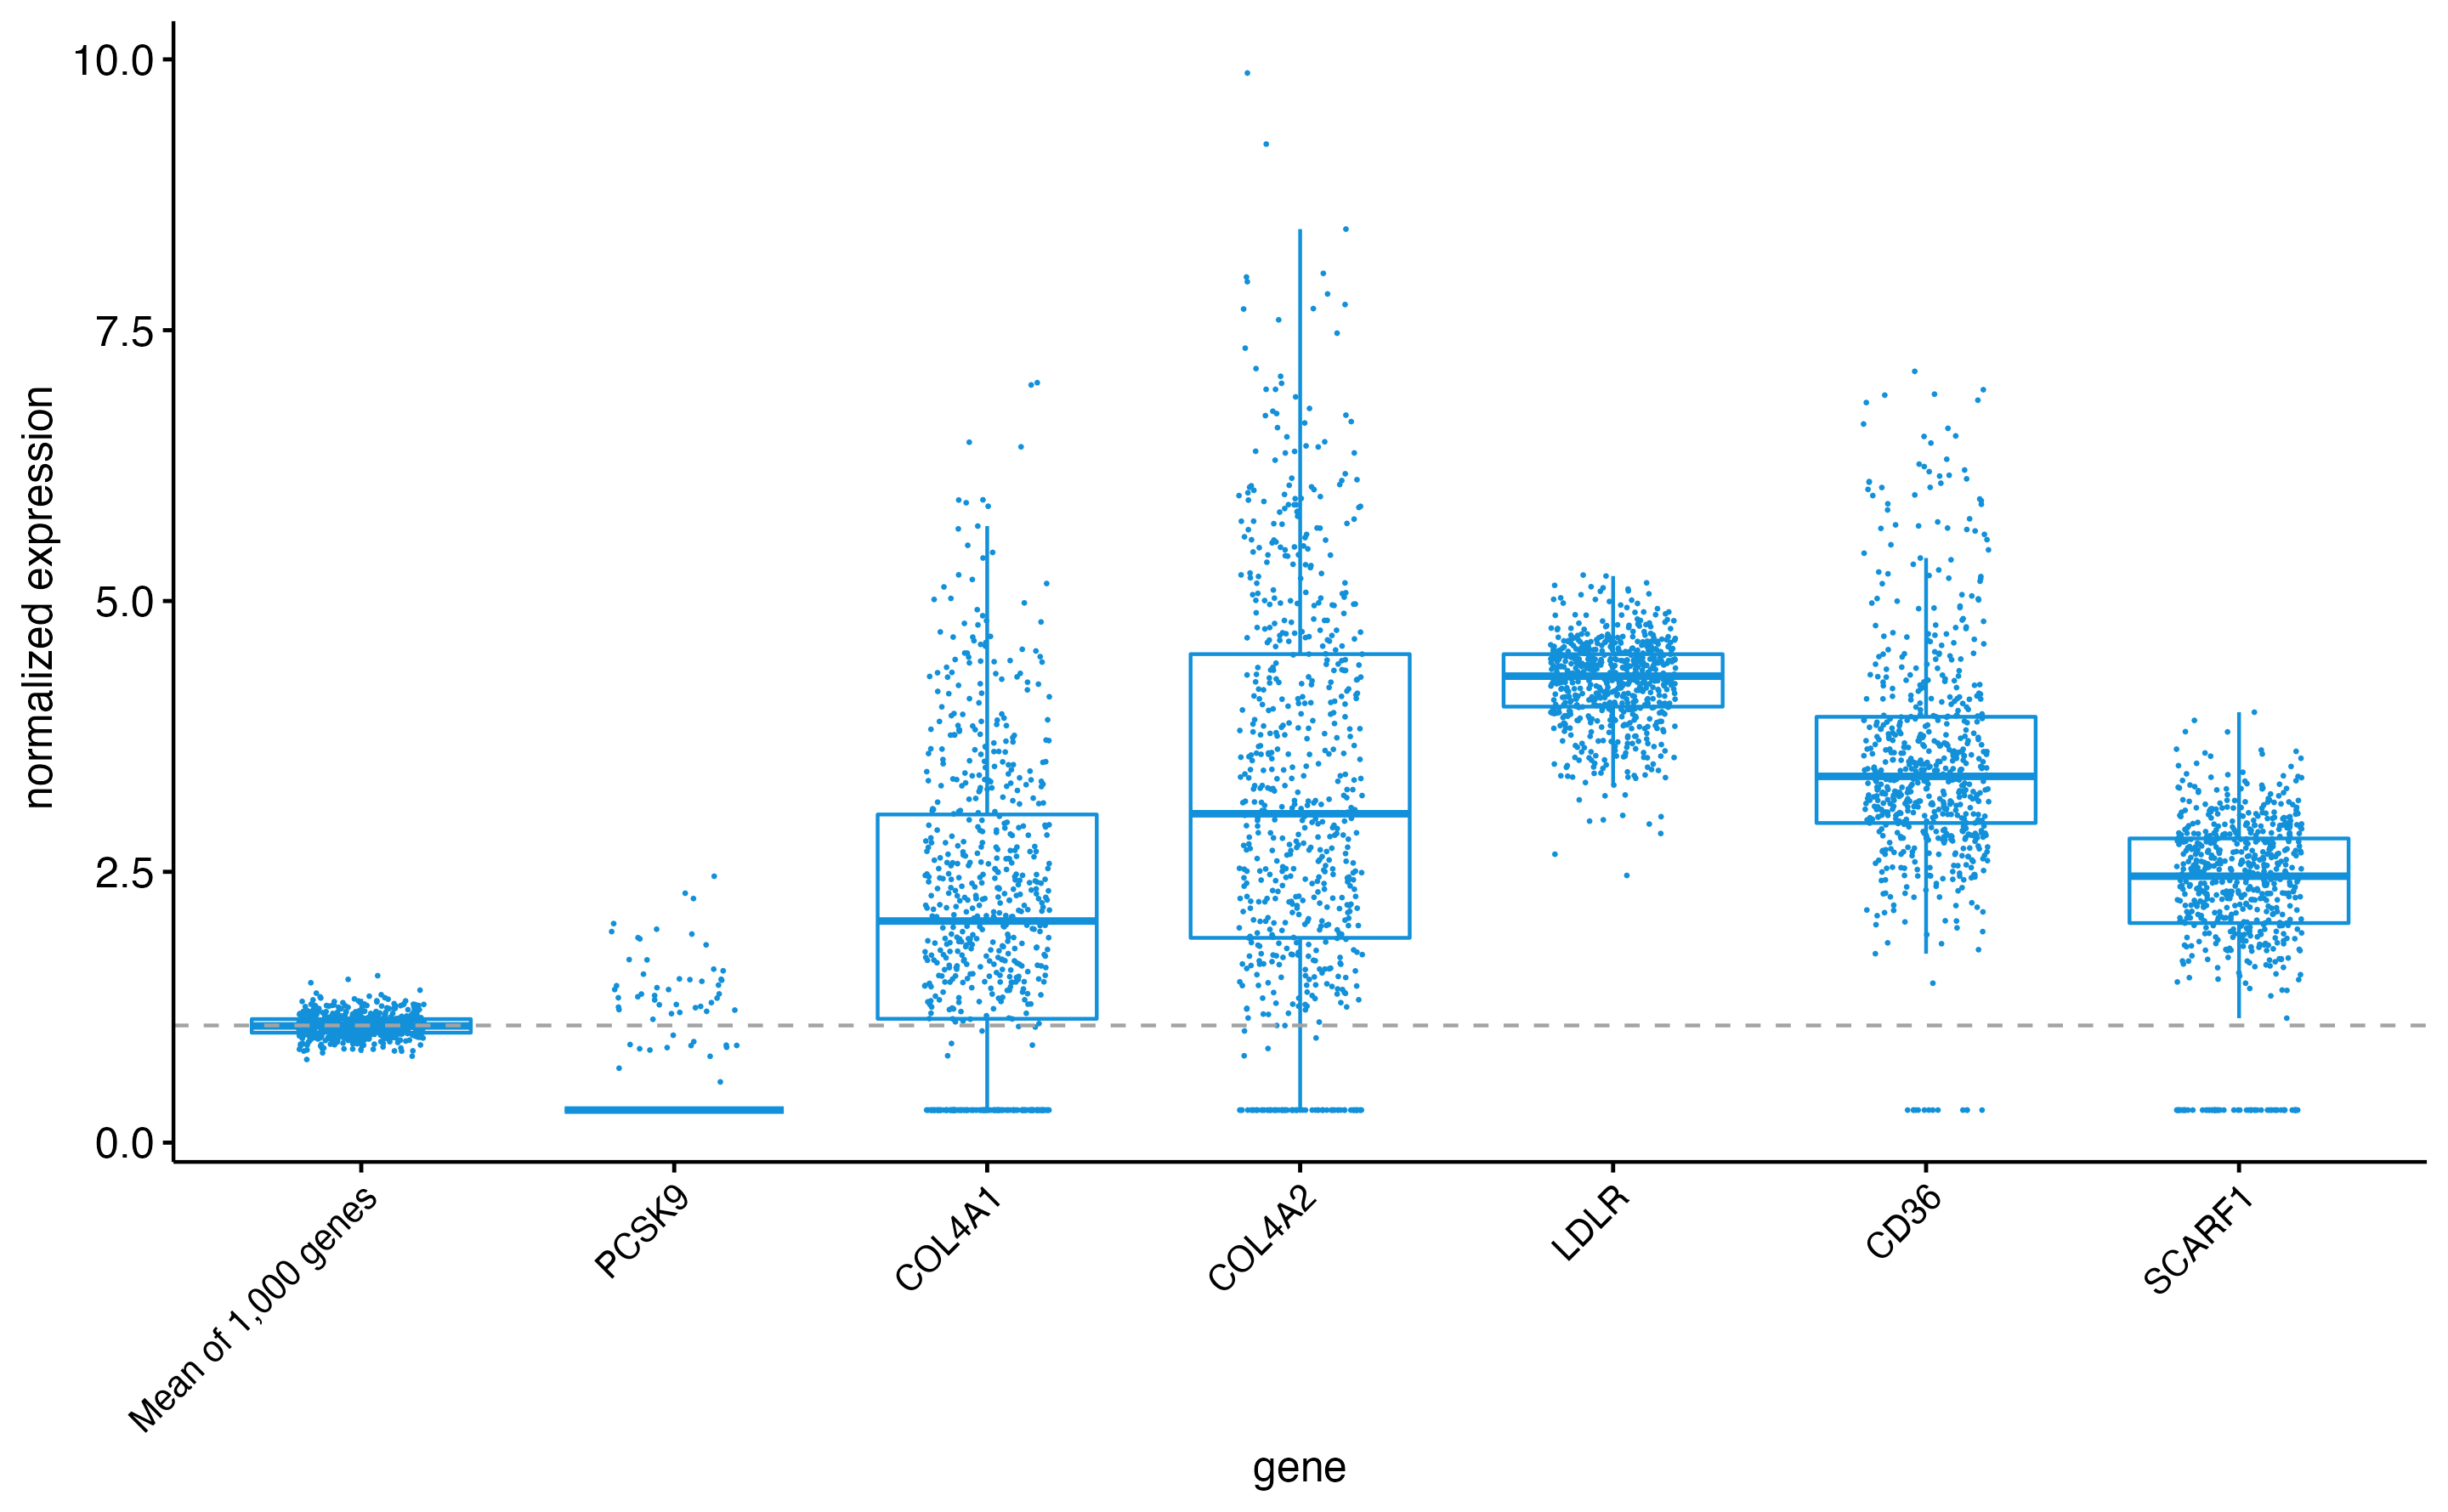 normalized expression
10.0
7.5
5.0
2.5
0.0
Mean of 1,000 genes
PCSK9
COL4A1
COL4A2
LDLR
CD36
SCARF1
gene